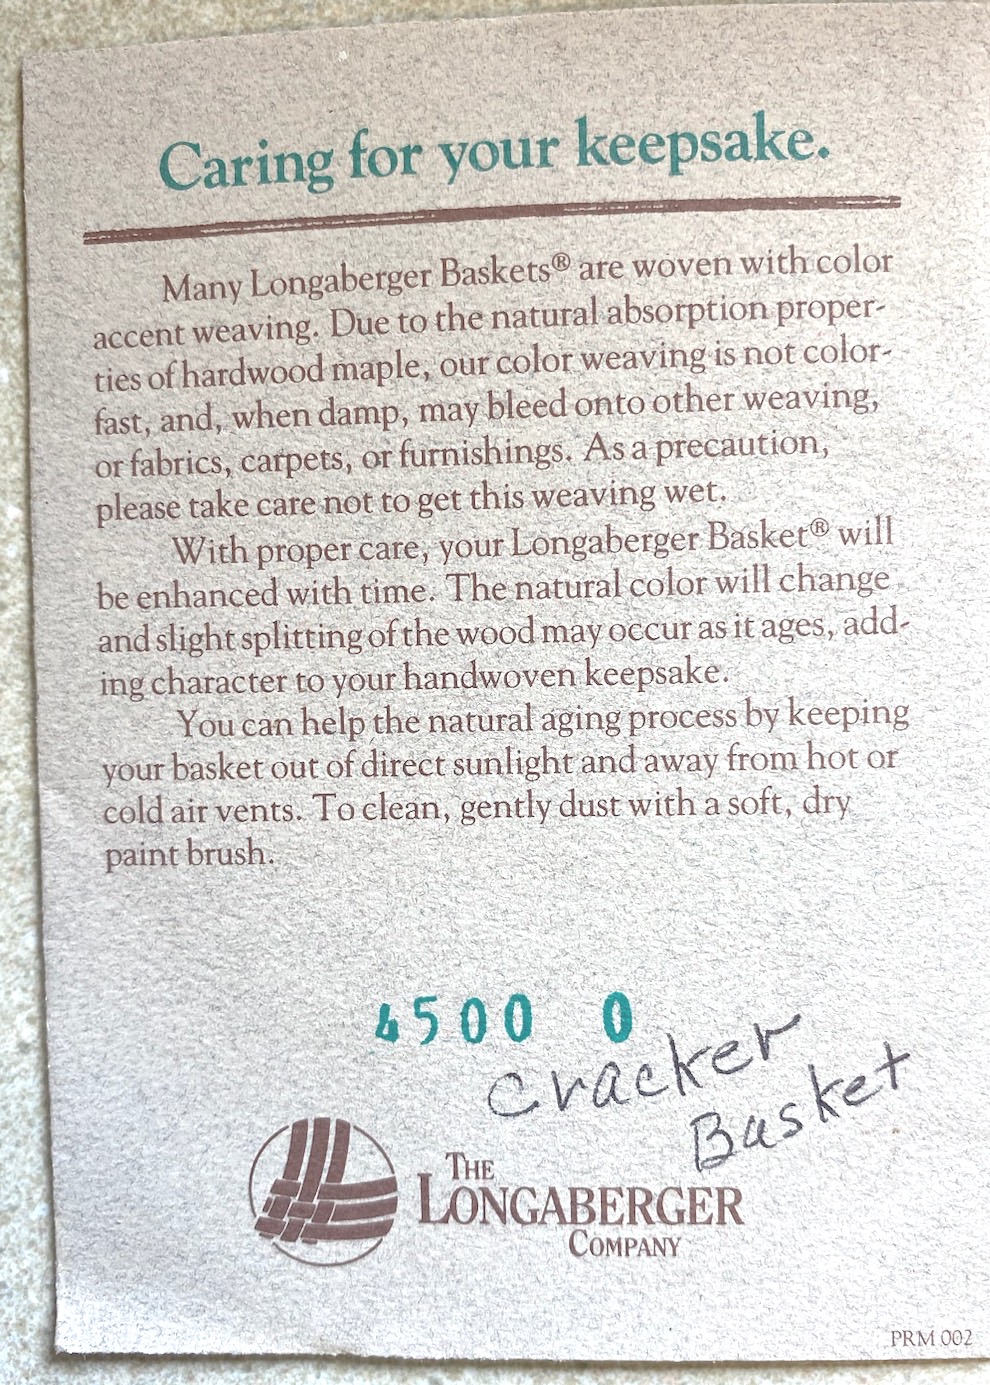 Caring for your keepsake.
Many Longaberger Baskets® are woven with color
accent weaving. Due to the natural absorption proper-
ties of hardwood maple, our color weaving is not color-
fast, and, when damp, may bleed onto other weaving,
or fabrics, carpets, or furnishings. As a precaution,
please take care not to get this weaving wet.
With proper care, your Longaberger Basket® will
be enhanced with time. The natural color will change
and slight splitting of the wood may occur as it ages, add-
ing character to your handwoven keepsake.
You can help the natural aging process by keeping
your basket out of direct sunlight and away from hot or
cold air vents. To clean, gently dust with a soft, dry
paint brush.
4500 0
Cracker
Basket
THE
LONGABERGER
COMPANY
PRM 002